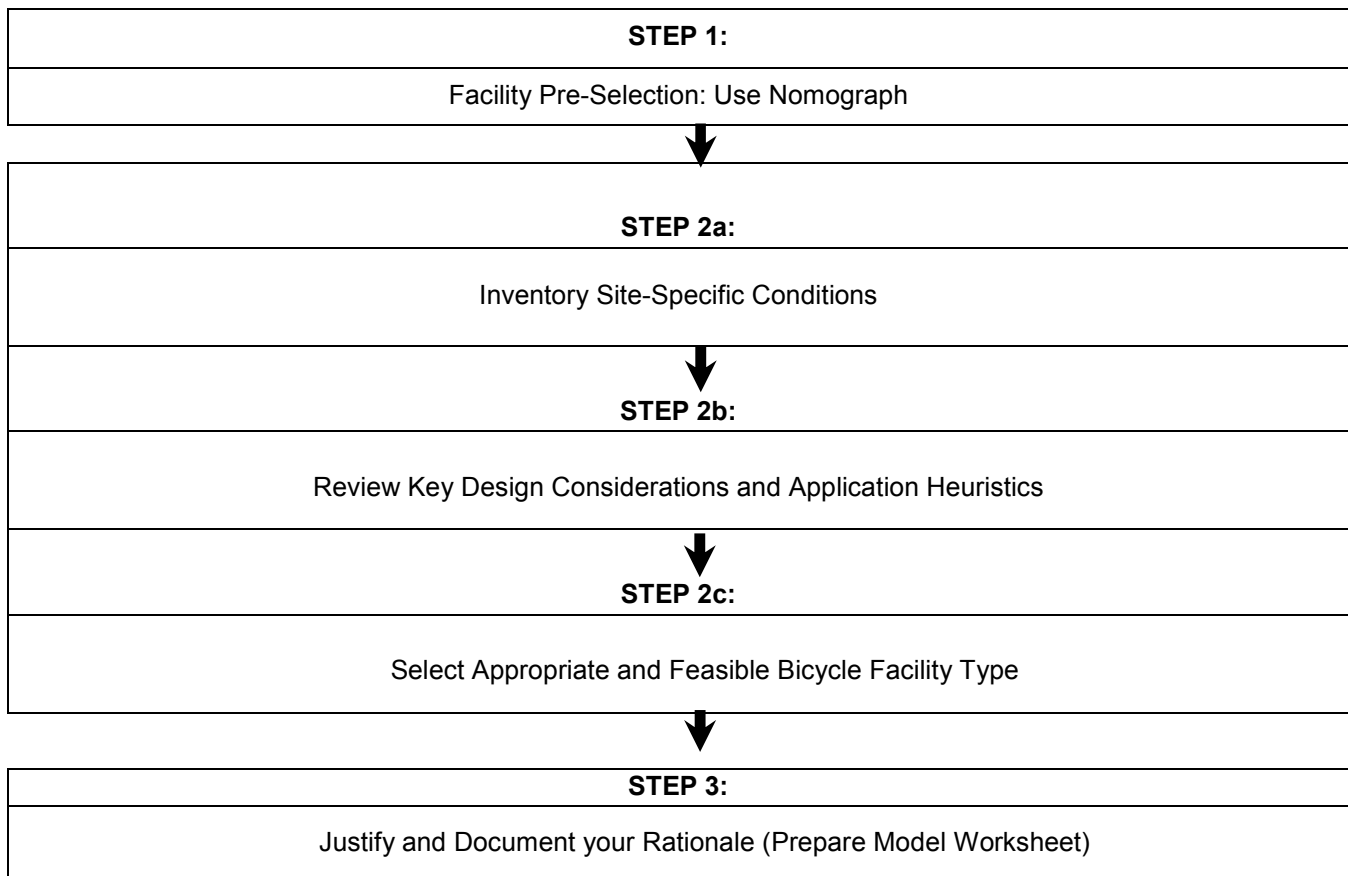 STEP 1:
Facility Pre-Selection: Use Nomograph
STEP 2a:
Inventory Site-Specific Conditions
STEP 2b:
Review Key Design Considerations and Application Heuristics
STEP 2c:
Select Appropriate and Feasible Bicycle Facility Type
STEP 3:
Justify and Document your Rationale (Prepare Model Worksheet)